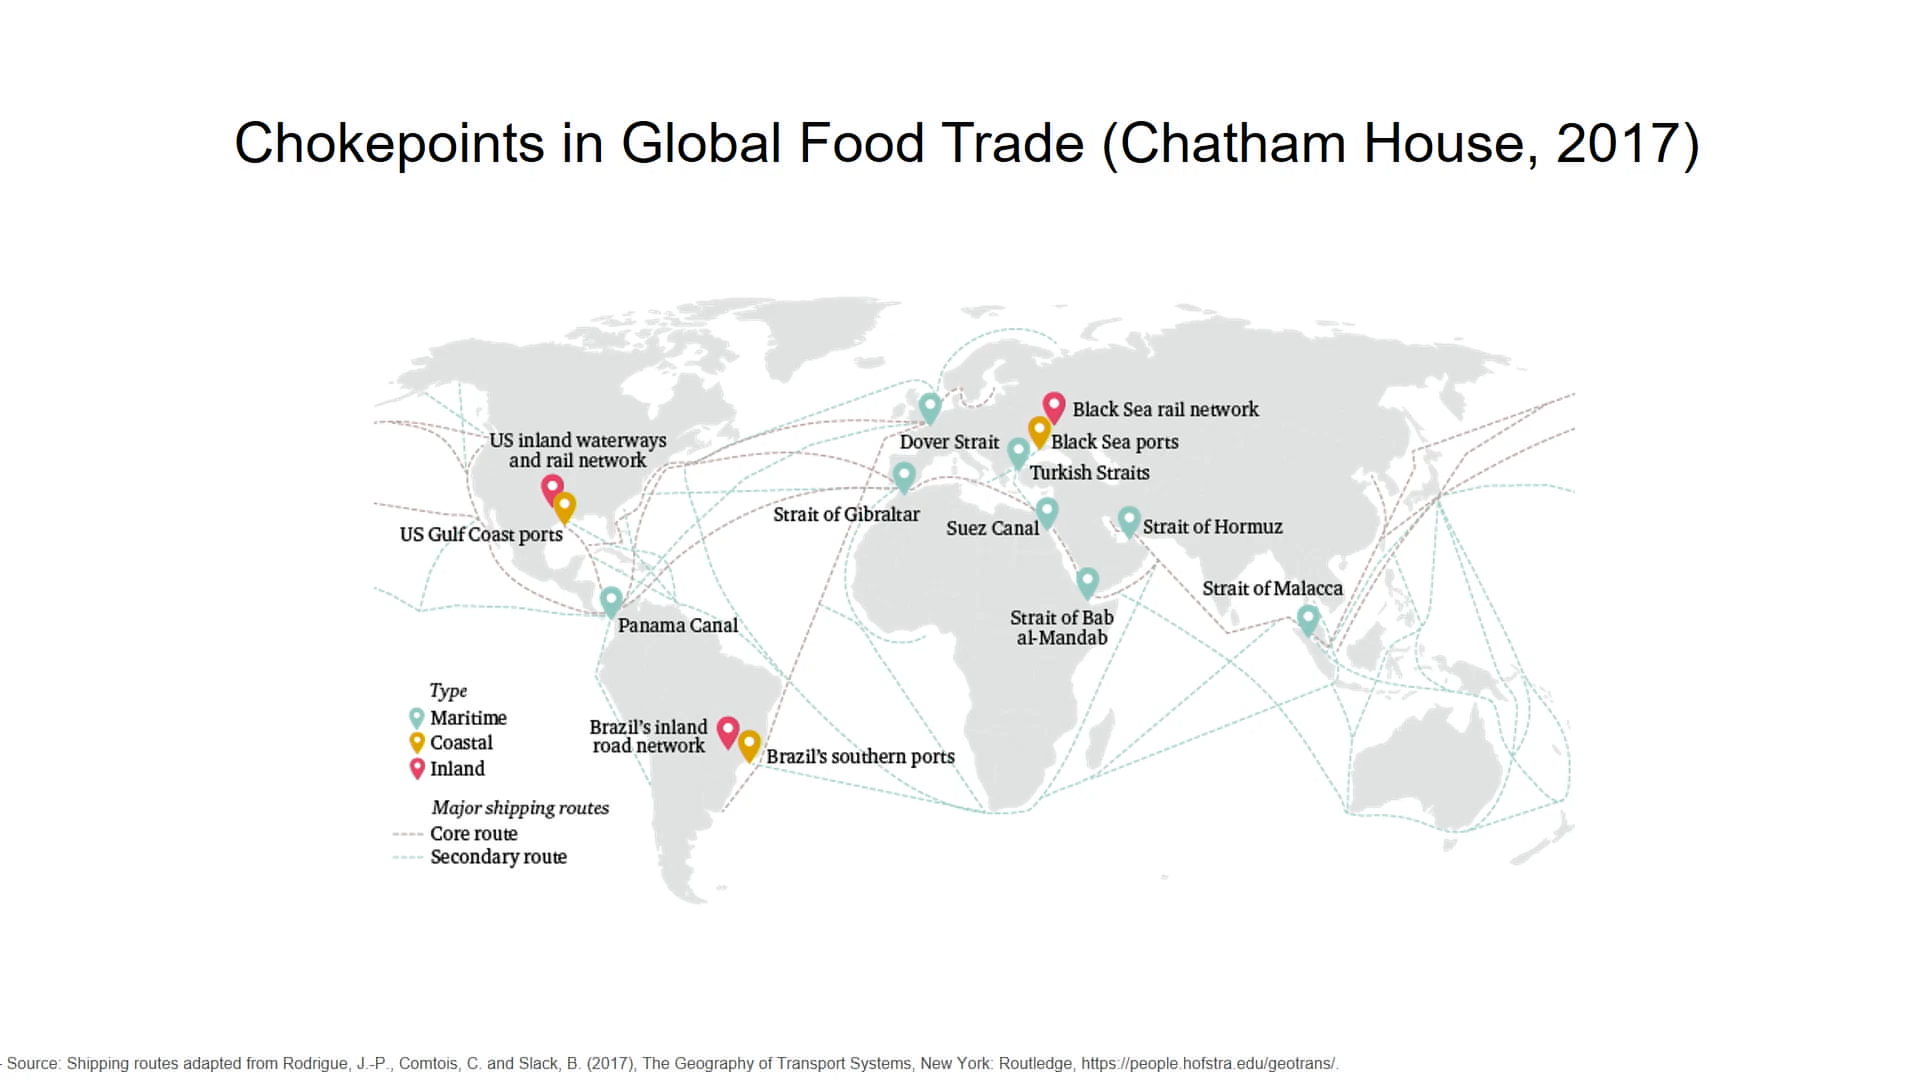 Chokepoints in Global Food Trade (Chatham House, 2017)
Black Sea rail network
US inland waterways
and rail network
Dover Strait
Black Sea ports
Turkish Straits
Strait of Gibraltar
US Gulf Coast ports
Suez Canal
Strait of Hormuz
Strait of Malacca
Strait of Bab
al-Mandab
Panama Canal
Type
Maritime
Coastal
Inland
Brazil's inland
road network
Brazil's southern ports
Major shipping routes
Core route
Secondary route
- Source: Shipping routes adapted from Rodrigue, J.-P., Comtois, C. and Slack, B. (2017), The Geography of Transport Systems, New York: Routledge, https://people.hofstra.edu/geotrans/.